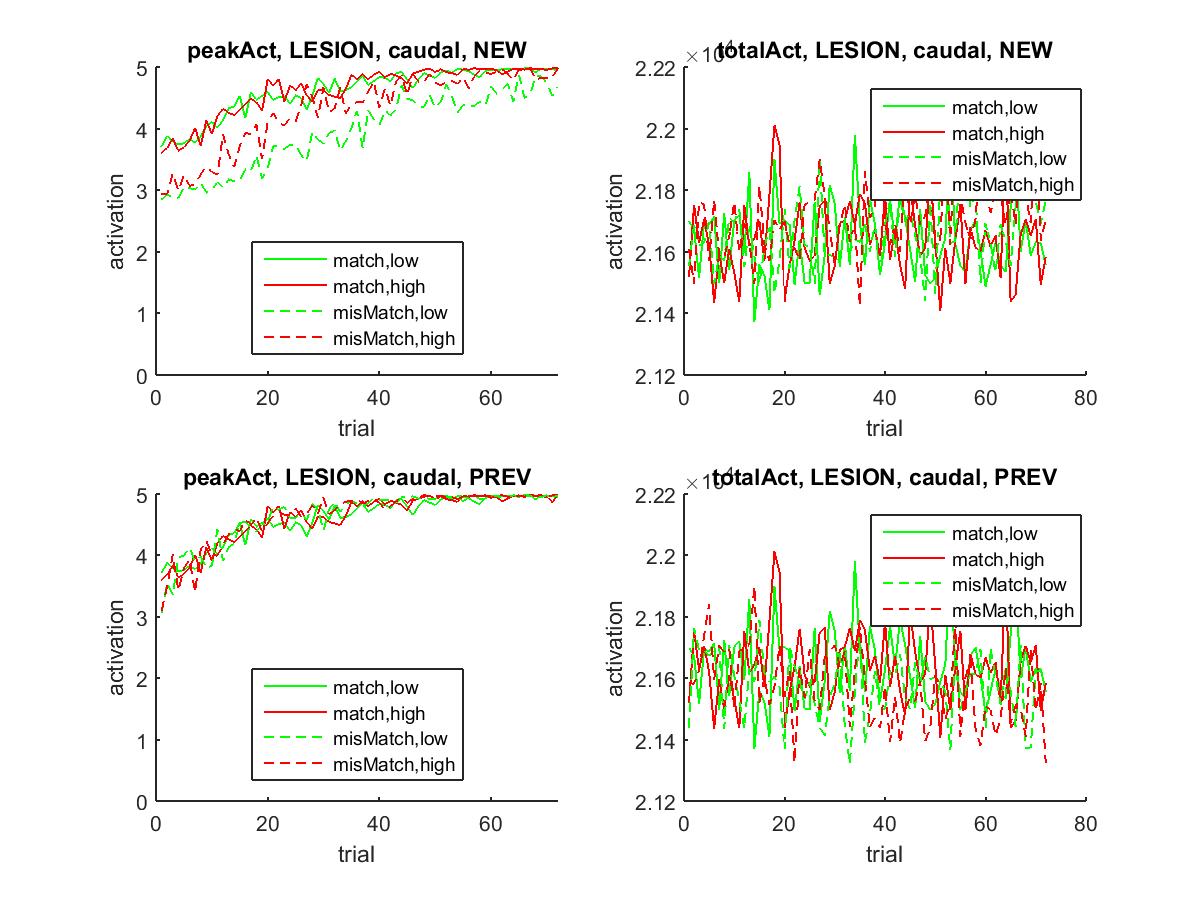 peakAct, LESION, caudal, NEW
5
4
3
2
1
0
activation
match,low
match,high
misMatch,low
misMatch,high
0 20 40 60
trial
totalAct, LESION, caudal, NEW
×10^4
2.22
2.2
2.18
2.16
2.14
2.12
activation
match,low
match,high
misMatch,low
misMatch,high
0 20 40 60 80
trial
peakAct, LESION, caudal, PREV
5
4
3
2
1
0
activation
match,low
match,high
misMatch,low
misMatch,high
0 20 40 60
trial
totalAct, LESION, caudal, PREV
×10^4
2.22
2.2
2.18
2.16
2.14
2.12
activation
match,low
match,high
misMatch,low
misMatch,high
0 20 40 60 80
trial